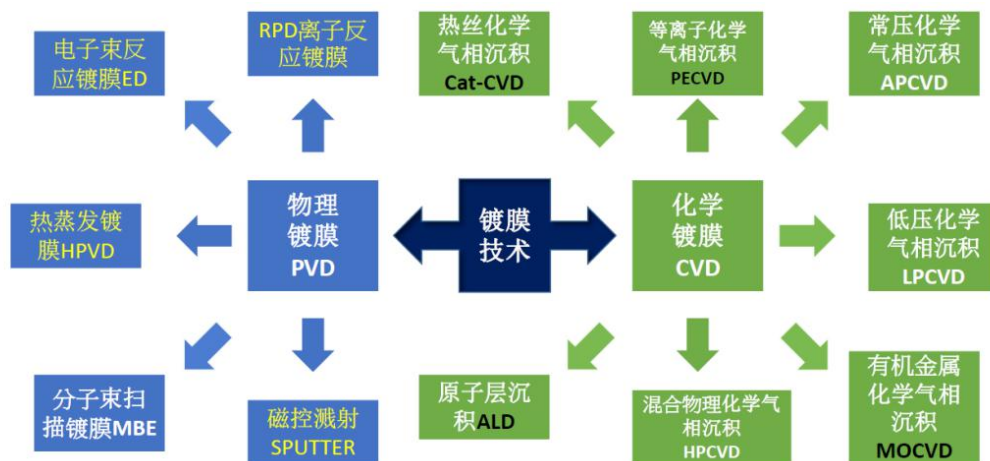 电子束反
应镀膜ED
RPD离子反
应镀膜
热丝化学
气相沉积
Cat-CVD
等离子化学
气相沉积
PECVD
常压化学
气相沉积
APCVD
热蒸发镀
膜HPVD
物理
镀膜
PVD
镀膜
技术
化学
镀膜
CVD
低压化学
气相沉积
LPCVD
分子束扫
描镀膜MBE
磁控溅射
SPUTTER
原子层沉
积ALD
混合物理化学气
相沉积
HPCVD
有机金属
化学气相
沉积
MOCVD